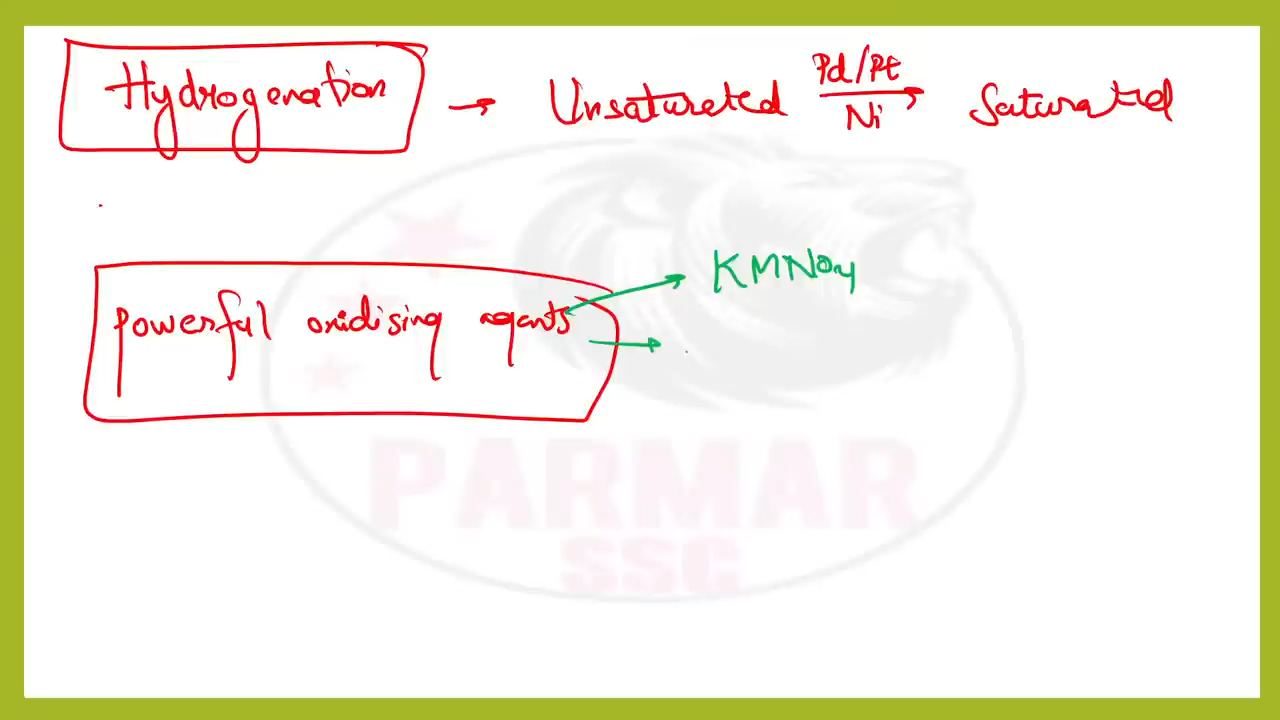 Hydrogenation → Unsaturated Pd/Pt Ni → Saturated
powerful oxidising agents → KMNO4
→
PARMAR
SSC